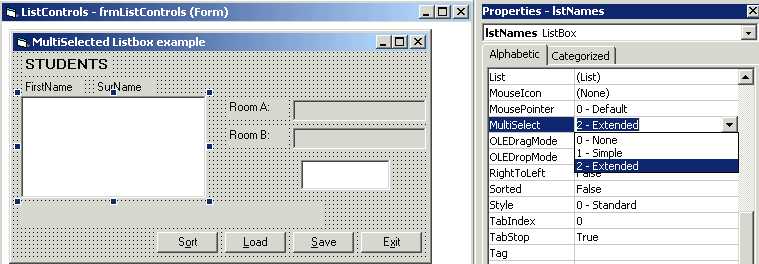 ListControls - frmListControls (Form)
MultiSelected Listbox example
STUDENTS
FirstName SurName
Room A:
Room B:
Sort Load Save Exit
Properties - lstNames
lstNames ListBox
Alphabetic Categorized
List (List)
MouseIcon (None)
MousePointer 0 - Default
MultiSelect 2 - Extended
OLEDragMode 0 - None
OLEDropMode 1 - Simple
2 - Extended
RightToLeft False
Sorted False
Style 0 - Standard
TabIndex 0
TabStop True
Tag